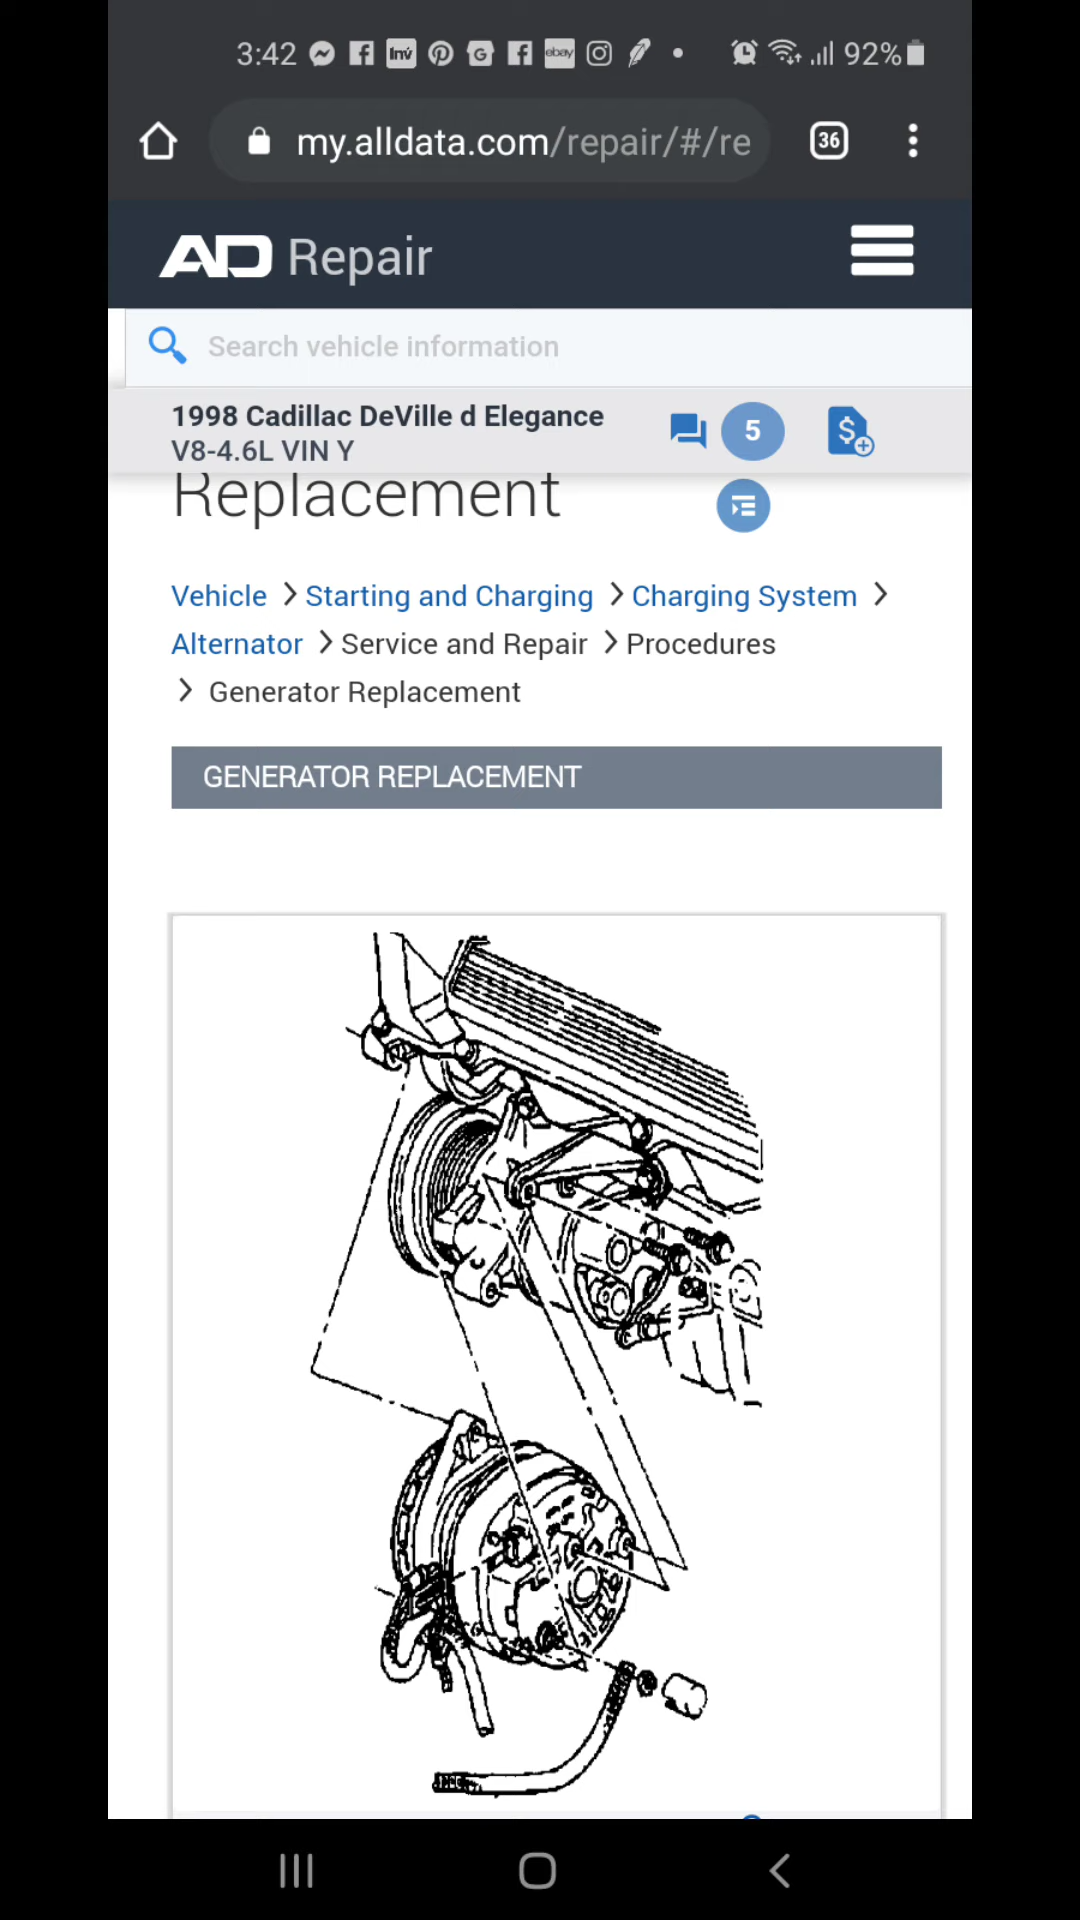 3:42 Inv ebay 92%
my.alldata.com/repair/#/re 36
AD Repair
Search vehicle information
1998 Cadillac DeVille d Elegance
V8-4.6L VIN Y
5
$
Replacement
Vehicle > Starting and Charging > Charging System >
Alternator > Service and Repair > Procedures
> Generator Replacement
GENERATOR REPLACEMENT